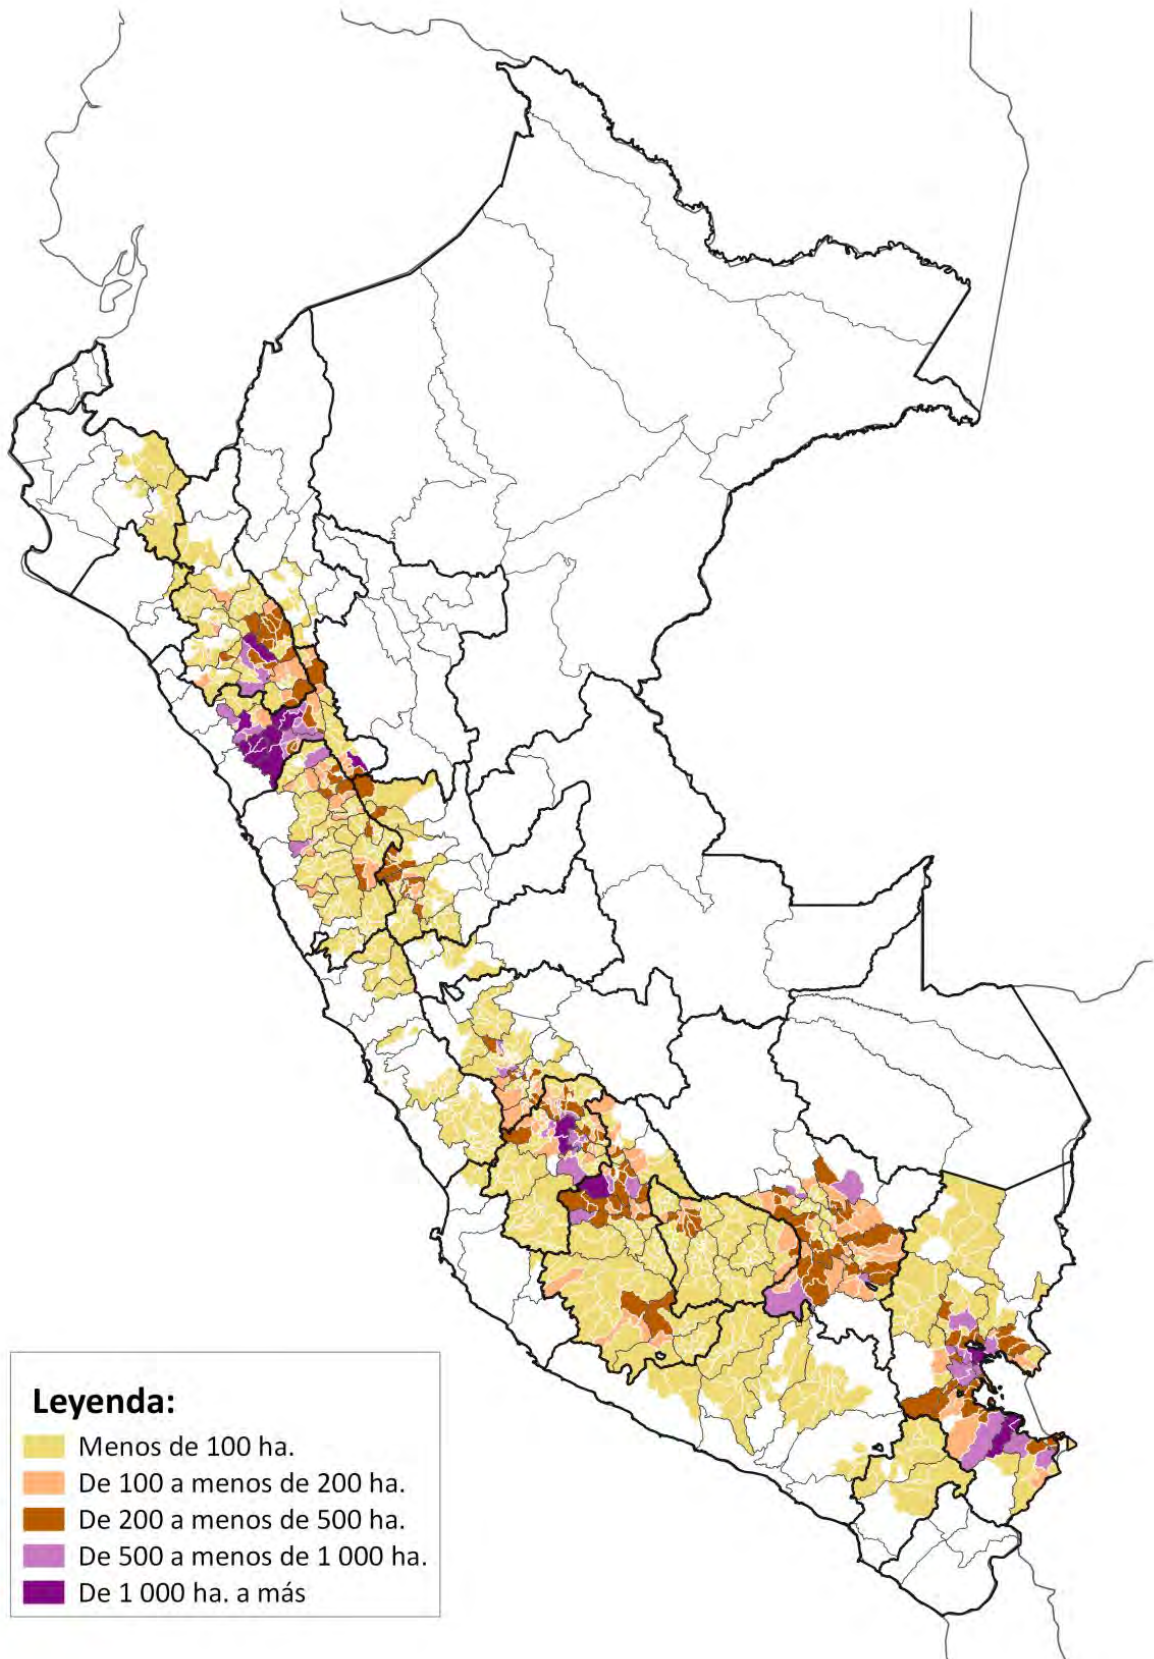 Leyenda:
Menos de 100 ha.
De 100 a menos de 200 ha.
De 200 a menos de 500 ha.
De 500 a menos de 1 000 ha.
De 1 000 ha. a más